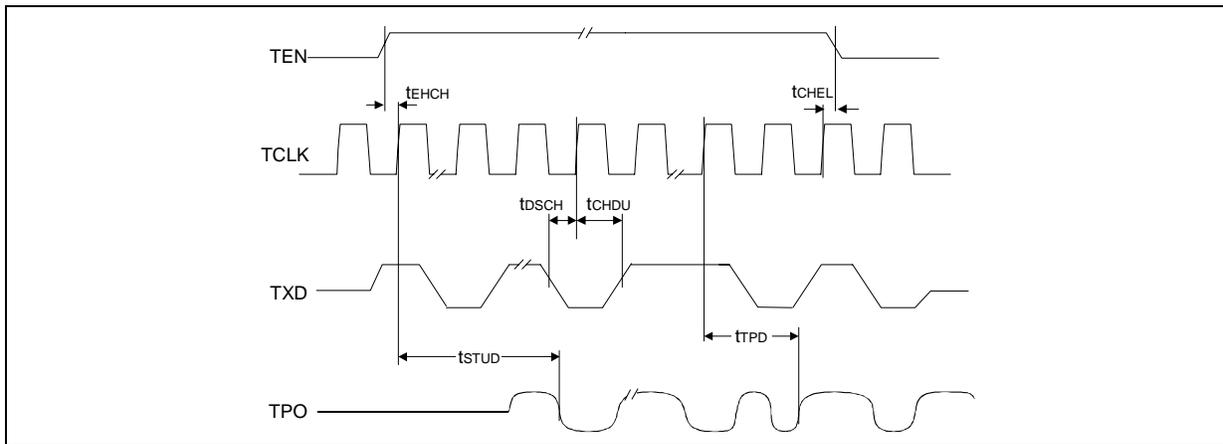 TEN
tEHCH
tCHEL
TCLK
tDSCH
tCHDU
TXD
tTPD
tSTUD
TPO